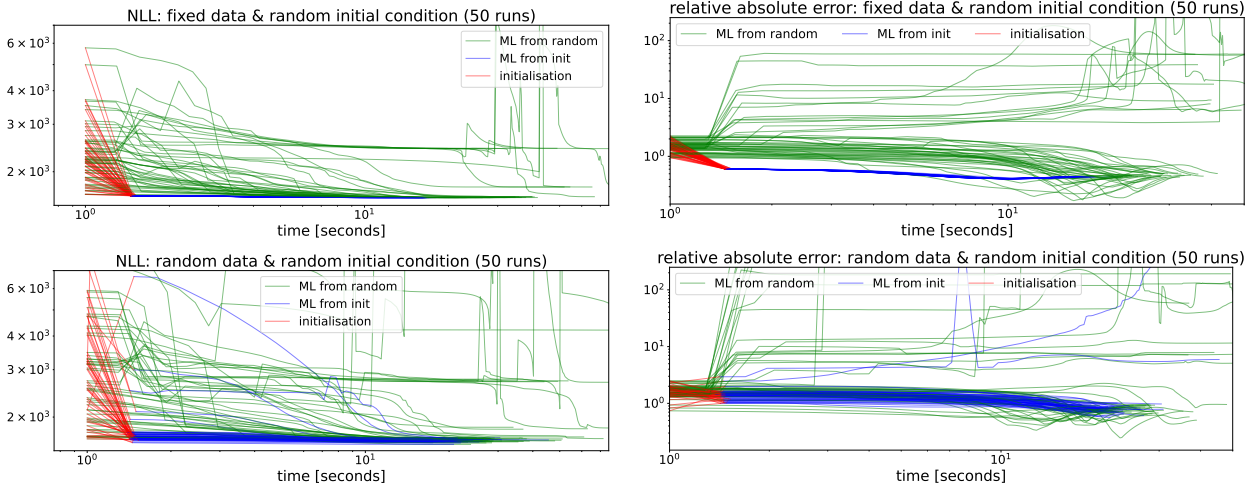 NLL: fixed data & random initial condition (50 runs)
6 × 10³
4 × 10³
3 × 10³
2 × 10³
ML from random
ML from init
initialisation
10⁰
10¹
time [seconds]
relative absolute error: fixed data & random initial condition (50 runs)
10²
10¹
10⁰
ML from random
ML from init
initialisation
10⁰
10¹
time [seconds]
NLL: random data & random initial condition (50 runs)
6 × 10³
4 × 10³
3 × 10³
2 × 10³
ML from random
ML from init
initialisation
10⁰
10¹
time [seconds]
relative absolute error: random data & random initial condition (50 runs)
10²
10¹
10⁰
ML from random
ML from init
initialisation
10⁰
10¹
time [seconds]